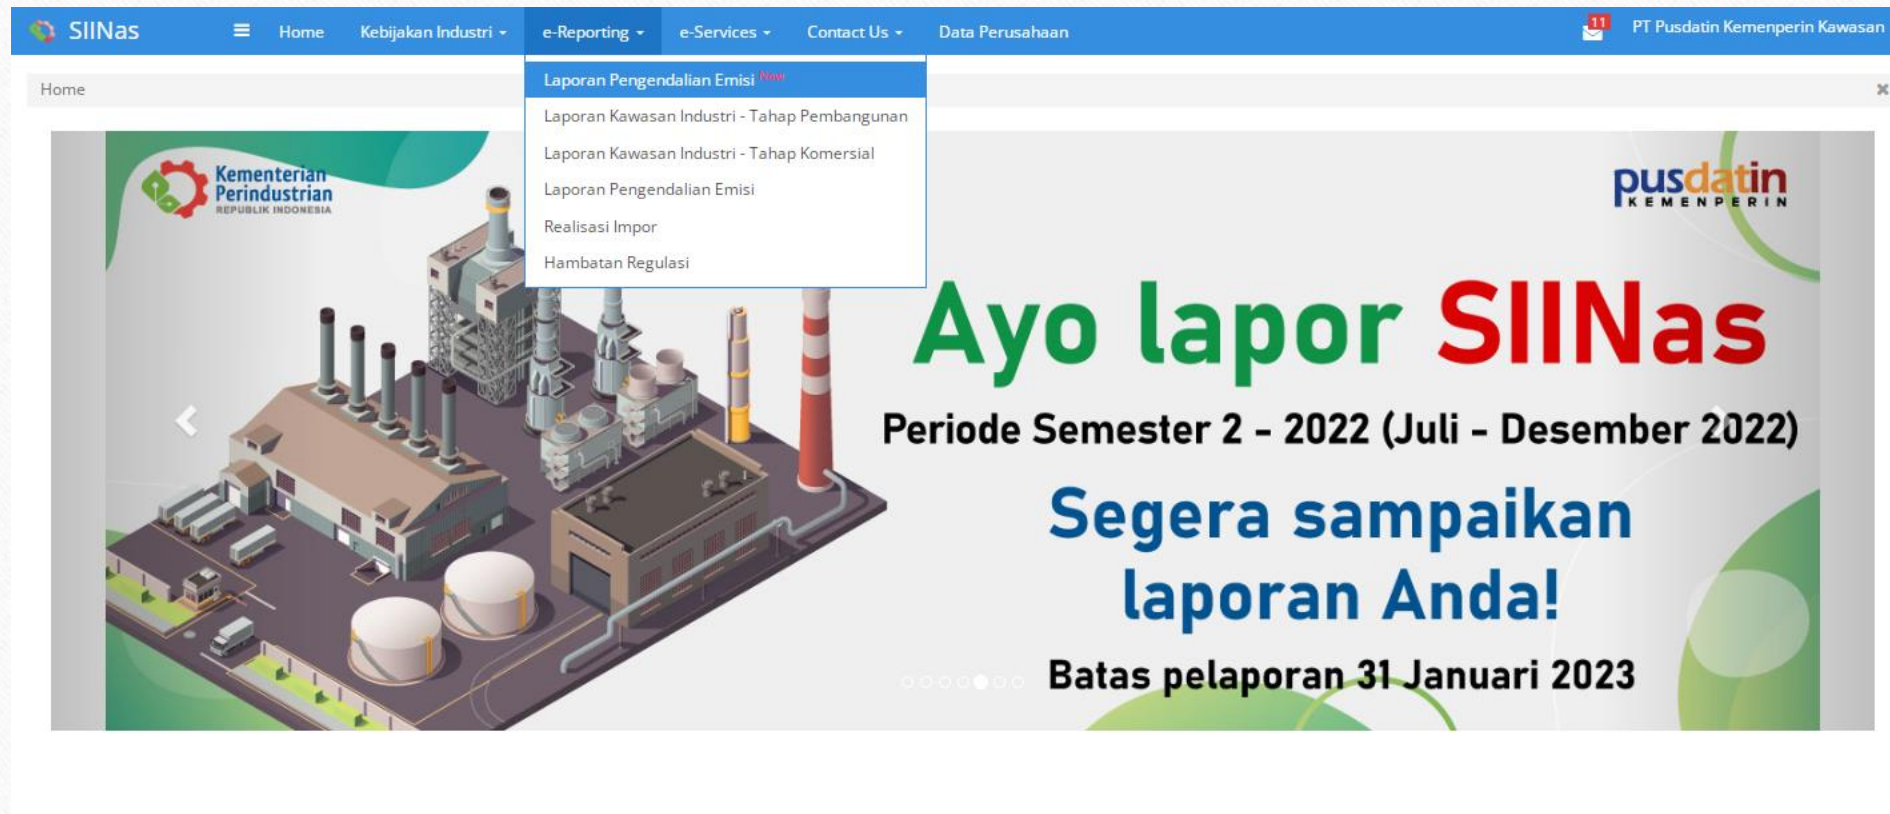 SIINas Home Kebijakan Industri e-Reporting e-Services Contact Us Data Perusahaan 11 PT Pusdatin Kemenperin Kawasan
Laporan Pengendalian Emisi New
Laporan Kawasan Industri - Tahap Pembangunan
Laporan Kawasan Industri - Tahap Komersial
Laporan Pengendalian Emisi
Realisasi Impor
Hambatan Regulasi
Home
Kementerian
Perindustrian
REPUBLIK INDONESIA
pusdatin
KEMENPERIN
Ayo lapor SIINas
Periode Semester 2 - 2022 (Juli - Desember 2022)
Segera sampaikan
laporan Anda!
Batas pelaporan 31 Januari 2023